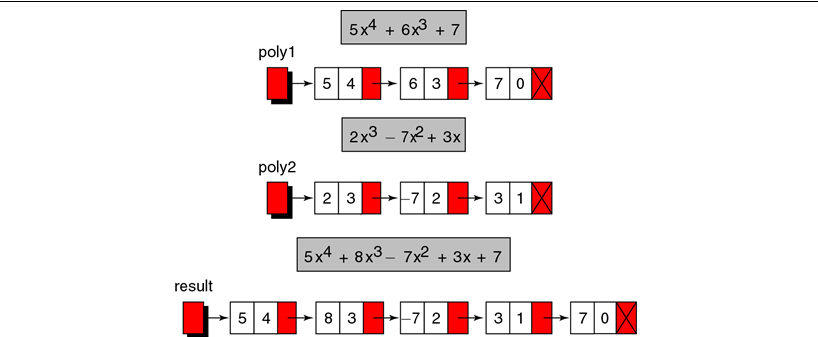 5x⁴ + 6x³ + 7
poly1
5 4 6 3 7 0
2x³ – 7x² + 3x
poly2
2 3 –7 2 3 1
5x⁴ + 8x³ – 7x² + 3x + 7
result
5 4 8 3 –7 2 3 1 7 0